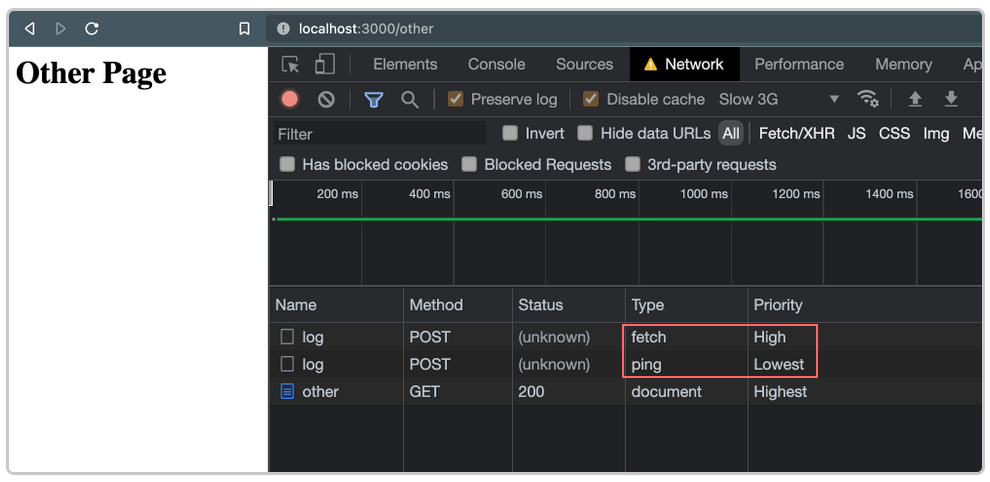 localhost:3000/other
Other Page
Elements Console Sources Network Performance Memory Ap
Preserve log Disable cache Slow 3G
Filter Invert Hide data URLs All Fetch/XHR JS CSS Img Me
Has blocked cookies Blocked Requests 3rd-party requests
200 ms 400 ms 600 ms 800 ms 1000 ms 1200 ms 1400 ms 1600
Name Method Status Type Priority
log POST (unknown) fetch High
log POST (unknown) ping Lowest
other GET 200 document Highest